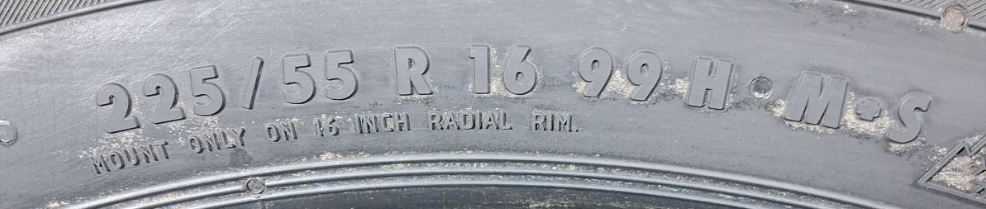 225/55 R 16 99 H • M•S
MOUNT ONLY ON 16 INCH RADIAL RIM.